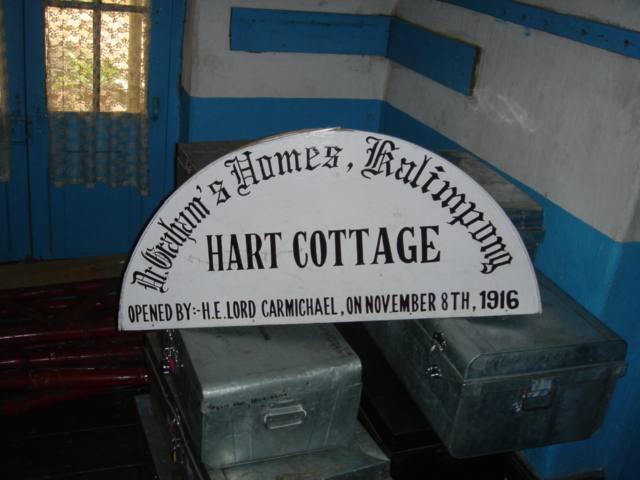 Dr. Graham's Homes, Kalimpong
HART COTTAGE
OPENED BY:-H.E. LORD CARMICHAEL, ON NOVEMBER 8TH, 1916